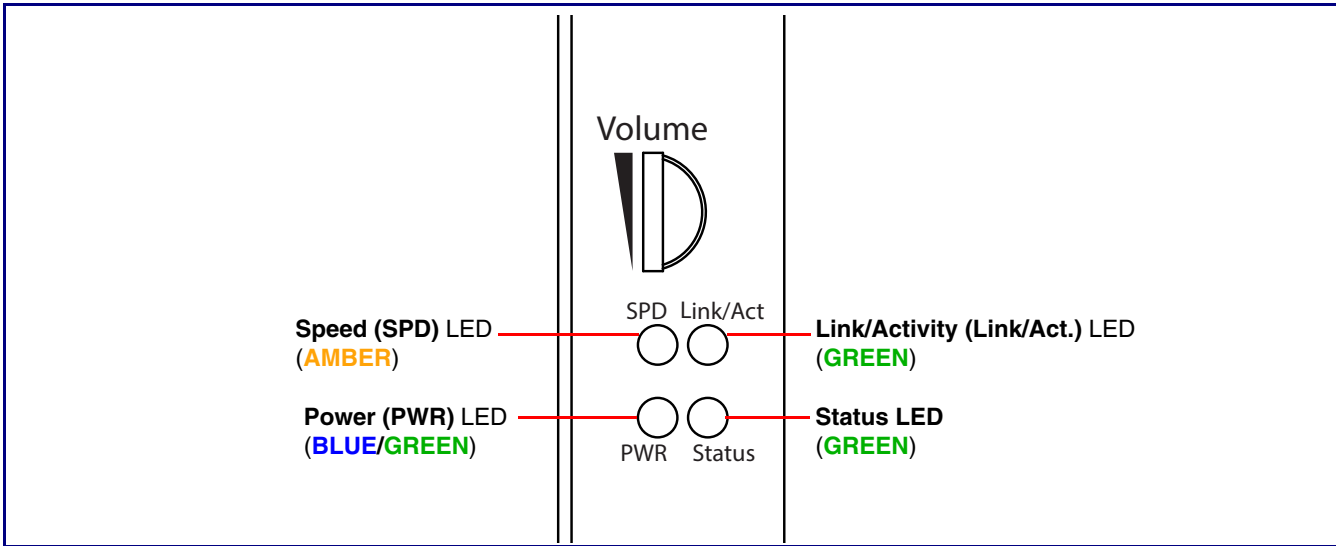 Volume
SPD Link/Act
Speed (SPD) LED
(AMBER)
Link/Activity (Link/Act.) LED
(GREEN)
Power (PWR) LED
(BLUE/GREEN)
Status LED
(GREEN)
PWR Status